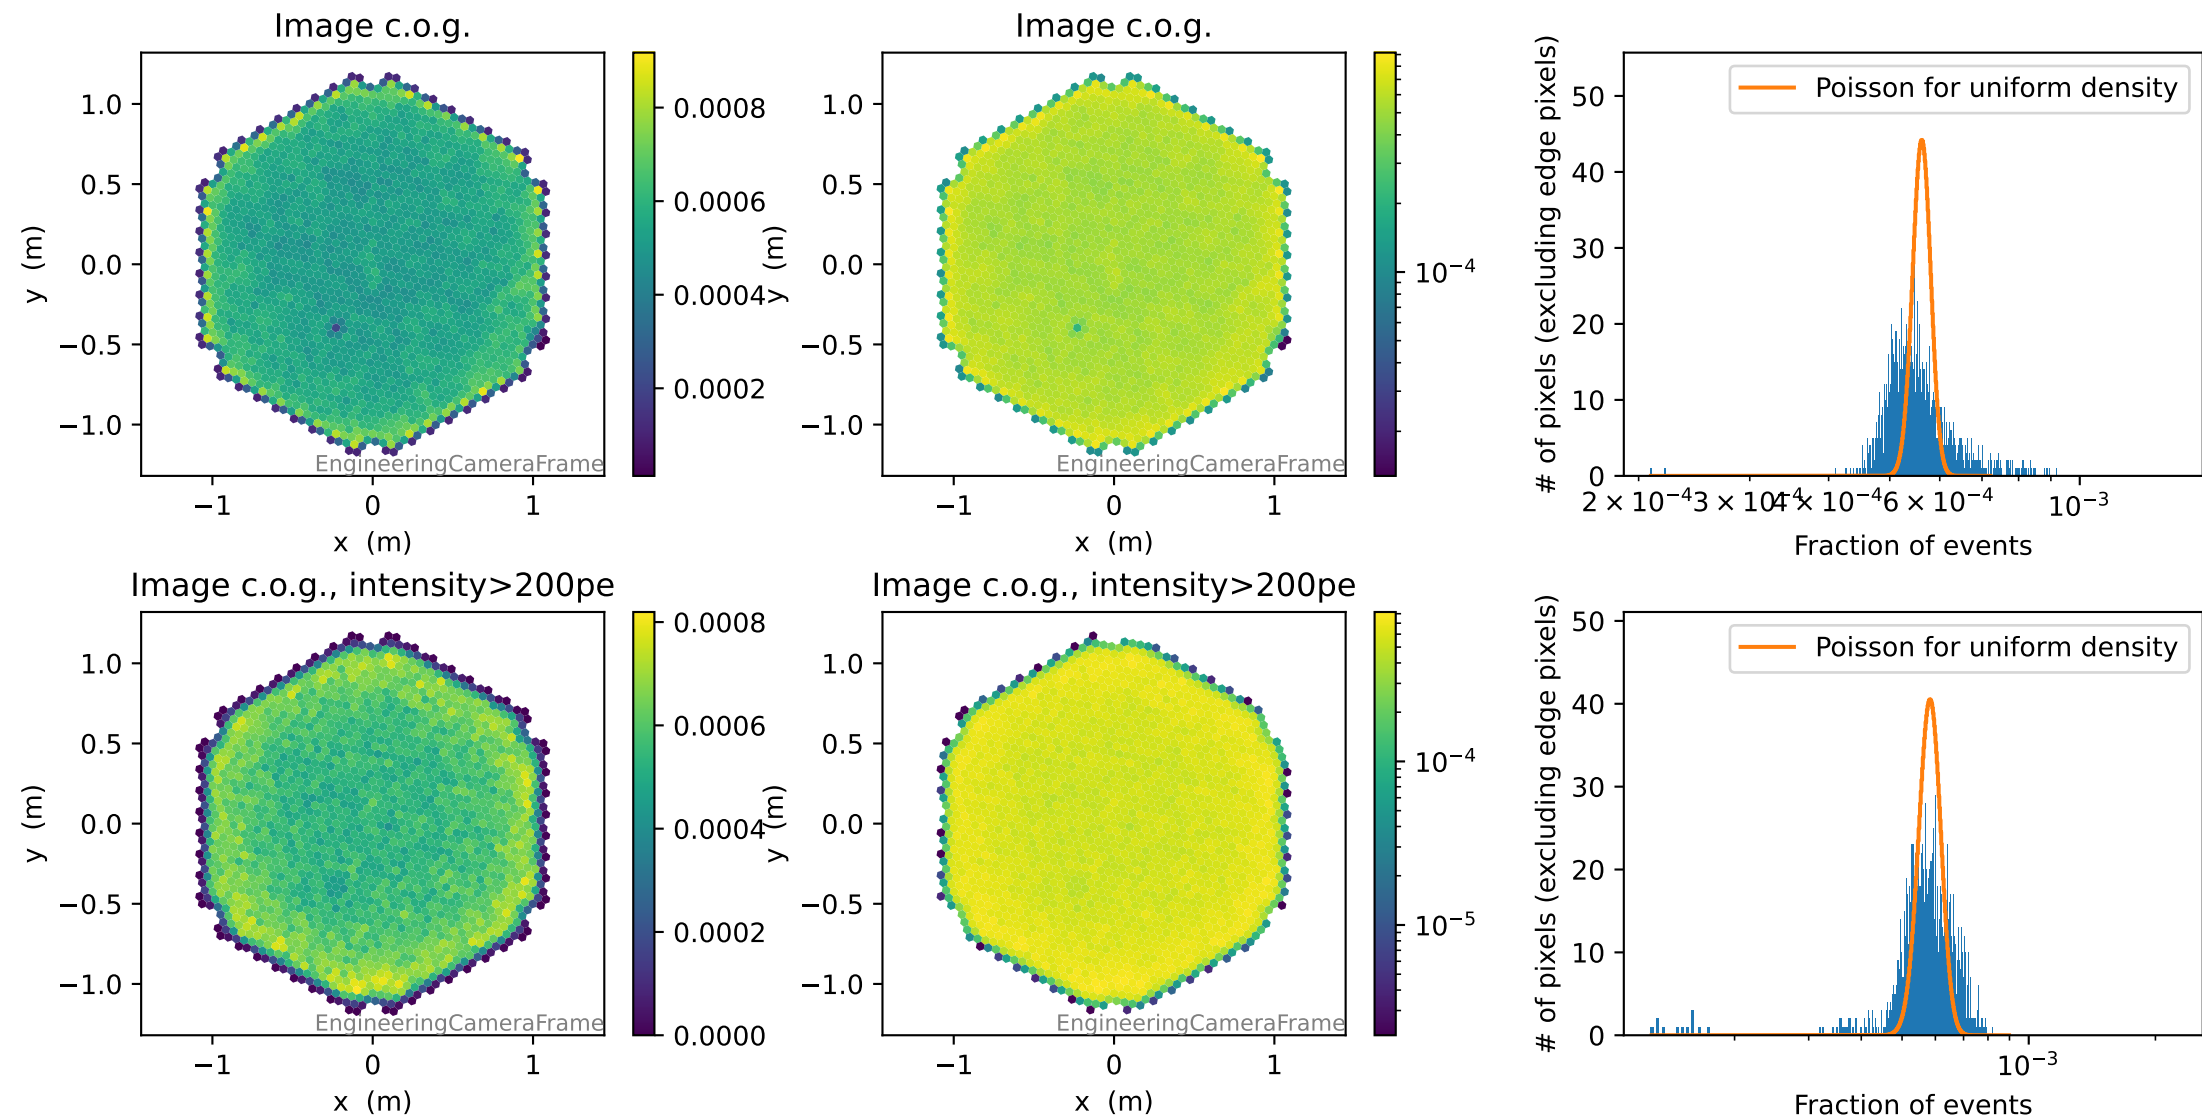 Image c.o.g.
1.0
0.5
0.0
−0.5
−1.0
y (m)
−1
0
1
x (m)
EngineeringCameraFrame
0.0008
0.0006
0.0004
0.0002
Image c.o.g.
1.0
0.5
0.0
−0.5
−1.0
y (m)
−1
0
1
x (m)
EngineeringCameraFrame
10⁻⁴
Poisson for uniform density
50
40
30
20
10
0
# of pixels (excluding edge pixels)
2 × 10⁻⁴
3 × 10⁻⁴
4 × 10⁻⁴
6 × 10⁻⁴
10⁻³
Fraction of events
Image c.o.g., intensity>200pe
1.0
0.5
0.0
−0.5
−1.0
y (m)
−1
0
1
x (m)
EngineeringCameraFrame
0.0008
0.0006
0.0004
0.0002
0.0000
Image c.o.g., intensity>200pe
1.0
0.5
0.0
−0.5
−1.0
y (m)
−1
0
1
x (m)
EngineeringCameraFrame
10⁻⁴
10⁻⁵
Poisson for uniform density
50
40
30
20
10
0
# of pixels (excluding edge pixels)
10⁻³
Fraction of events